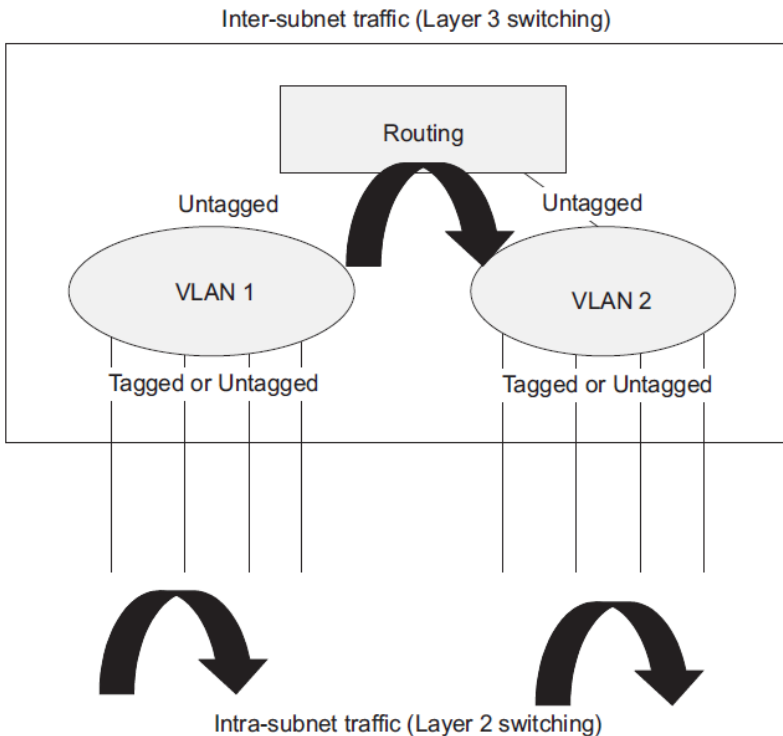 Inter-subnet traffic (Layer 3 switching)
Routing
Untagged
Untagged
VLAN 1
VLAN 2
Tagged or Untagged
Tagged or Untagged
Intra-subnet traffic (Layer 2 switching)